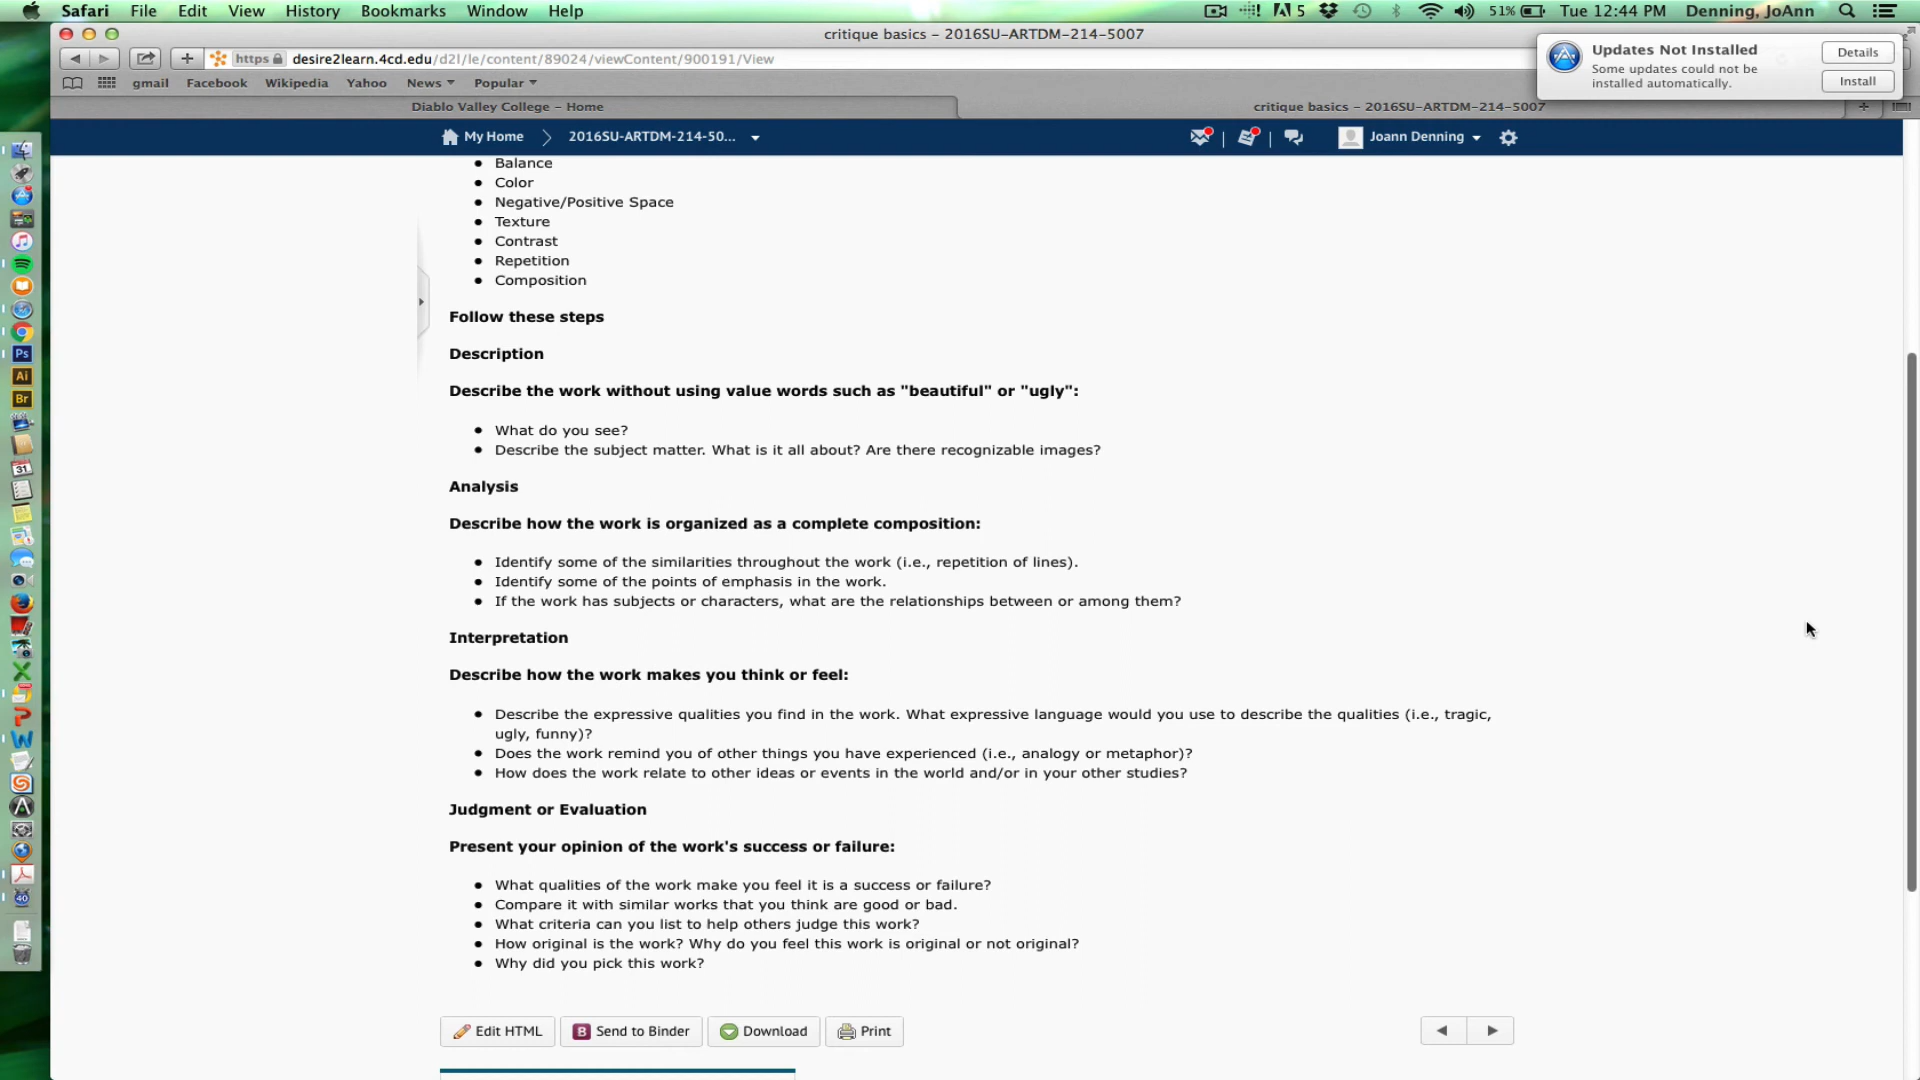 Safari File Edit View History Bookmarks Window Help
5 51% Tue 12:44 PM Denning, JoAnn
critique basics – 2016SU-ARTDM-214-5007
https desire2learn.4cd.edu/d2l/le/content/89024/viewContent/900191/View
Updates Not Installed
Some updates could not be
installed automatically.
Details
Install
gmail Facebook Wikipedia Yahoo News Popular
Diablo Valley College – Home
critique basics – 2016SU-ARTDM-214-5007
My Home 2016SU-ARTDM-214-50... Joann Denning
• Balance
• Color
• Negative/Positive Space
• Texture
• Contrast
• Repetition
• Composition
Follow these steps
Description
Describe the work without using value words such as "beautiful" or "ugly":
• What do you see?
• Describe the subject matter. What is it all about? Are there recognizable images?
Analysis
Describe how the work is organized as a complete composition:
• Identify some of the similarities throughout the work (i.e., repetition of lines).
• Identify some of the points of emphasis in the work.
• If the work has subjects or characters, what are the relationships between or among them?
Interpretation
Describe how the work makes you think or feel:
• Describe the expressive qualities you find in the work. What expressive language would you use to describe the qualities (i.e., tragic,
ugly, funny)?
• Does the work remind you of other things you have experienced (i.e., analogy or metaphor)?
• How does the work relate to other ideas or events in the world and/or in your other studies?
Judgment or Evaluation
Present your opinion of the work's success or failure:
• What qualities of the work make you feel it is a success or failure?
• Compare it with similar works that you think are good or bad.
• What criteria can you list to help others judge this work?
• How original is the work? Why do you feel this work is original or not original?
• Why did you pick this work?
Edit HTML
B Send to Binder
Download
Print
Ps
Ai
Br
31
40